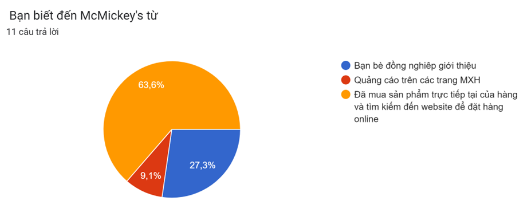 Bạn biết đến McMickey's từ
11 câu trả lời
63,6%
9,1%
27,3%
Bạn bè đồng nghiêp giới thiệu
Quảng cáo trên các trang MXH
Đã mua sản phẩm trực tiếp tại của hàng
và tìm kiếm đến website để đặt hàng
online